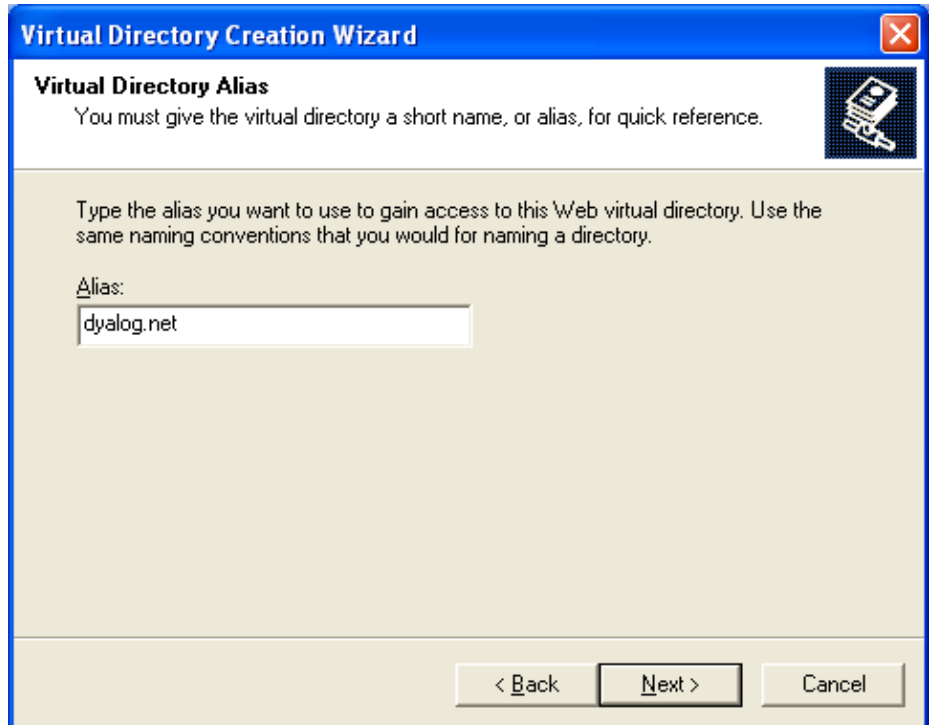 Virtual Directory Creation Wizard
Virtual Directory Alias
You must give the virtual directory a short name, or alias, for quick reference.
Type the alias you want to use to gain access to this Web virtual directory. Use the
same naming conventions that you would for naming a directory.
Alias:
dyalog.net
< Back Next > Cancel